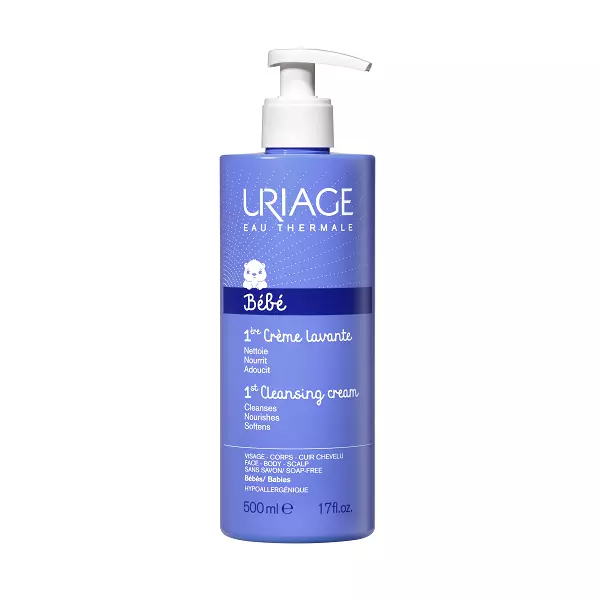 URIAGE
EAU THERMALE
Bébé
1ère Crème lavante
Nettoie
Nourrit
Adoucit
1st Cleansing cream
Cleanses
Nourishes
Softens
VISAGE - CORPS - CUIR CHEVELU
FACE - BODY - SCALP
SANS SAVON/ SOAP-FREE
Bébés/ Babies
HYPOALLERGÉNIQUE
500 ml ℮ 17fl.oz.